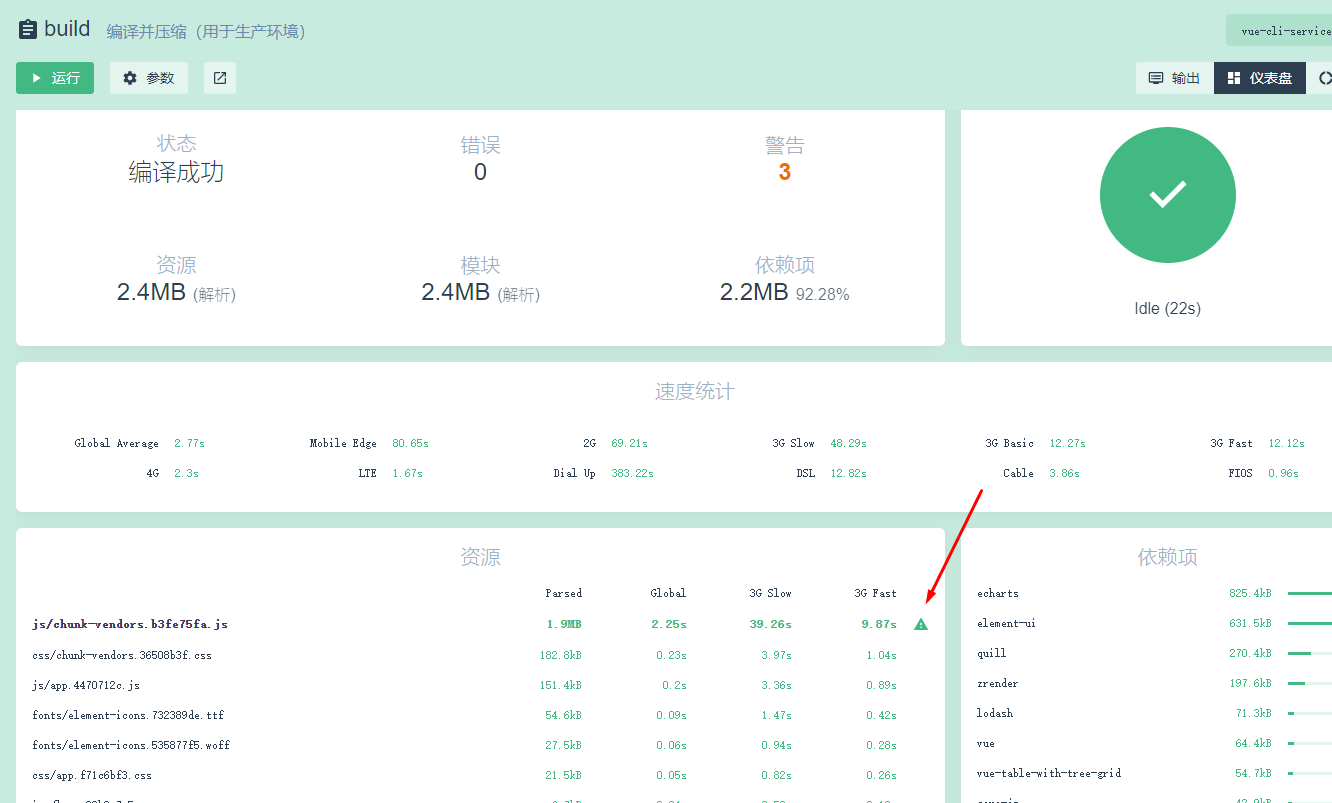 build 编译并压缩（用于生产环境）
vue-cli-service
运行 参数 输出 仪表盘
状态 错误 警告
编译成功 0 3
资源 模块 依赖项
2.4MB (解析) 2.4MB (解析) 2.2MB 92.28%
Idle (22s)
速度统计
Global Average 2.77s Mobile Edge 80.65s 2G 69.21s 3G Slow 48.29s 3G Basic 12.27s 3G Fast 12.12s
4G 2.3s LTE 1.67s Dial Up 383.22s DSL 12.82s Cable 3.86s FIOS 0.96s
资源
Parsed Global 3G Slow 3G Fast
js/chunk-vendors.b3fe75fa.js 1.9MB 2.25s 39.26s 9.87s
css/chunk-vendors.36508b3f.css 182.8kB 0.23s 3.97s 1.04s
js/app.4470712c.js 151.4kB 0.2s 3.36s 0.89s
fonts/element-icons.732389de.ttf 54.6kB 0.09s 1.47s 0.42s
fonts/element-icons.535877f5.woff 27.5kB 0.06s 0.94s 0.28s
css/app.f71c6bf3.css 21.5kB 0.05s 0.82s 0.26s
依赖项
echarts 825.4kB
element-ui 631.5kB
quill 270.4kB
zrender 197.6kB
lodash 71.3kB
vue 64.4kB
vue-table-with-tree-grid 54.7kB